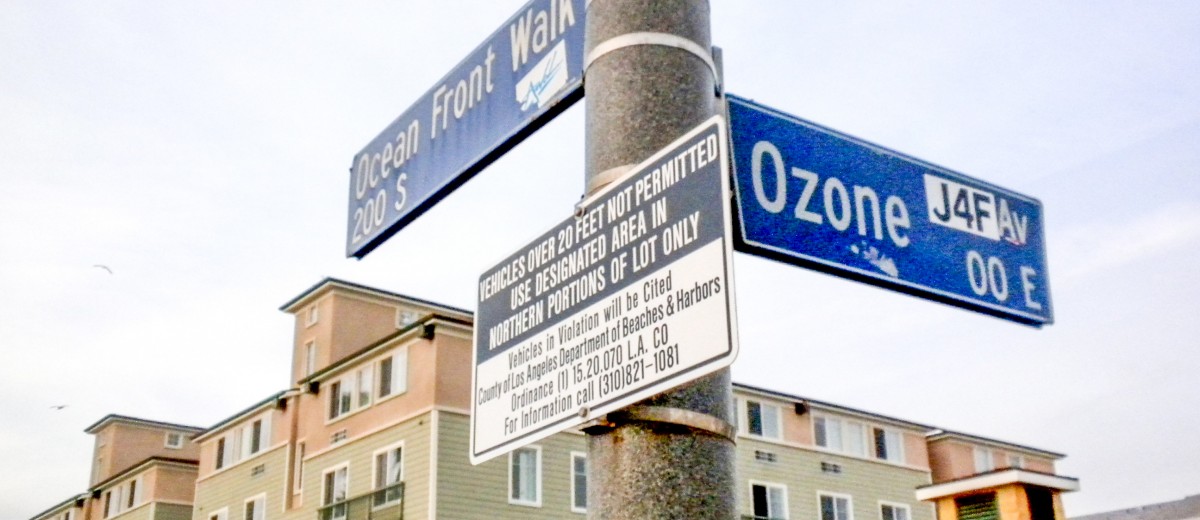 Ocean Front Walk
200 S
VEHICLES OVER 20 FEET NOT PERMITTED
USE DESIGNATED AREA IN
NORTHERN PORTIONS OF LOT ONLY
Vehicles in Violation will be Cited
County of Los Angeles Department of Beaches & Harbors
Ordinance (1) 15.20.070 L.A. CO
For Information call (310)821-1081
Ozone J4F Av
00 E